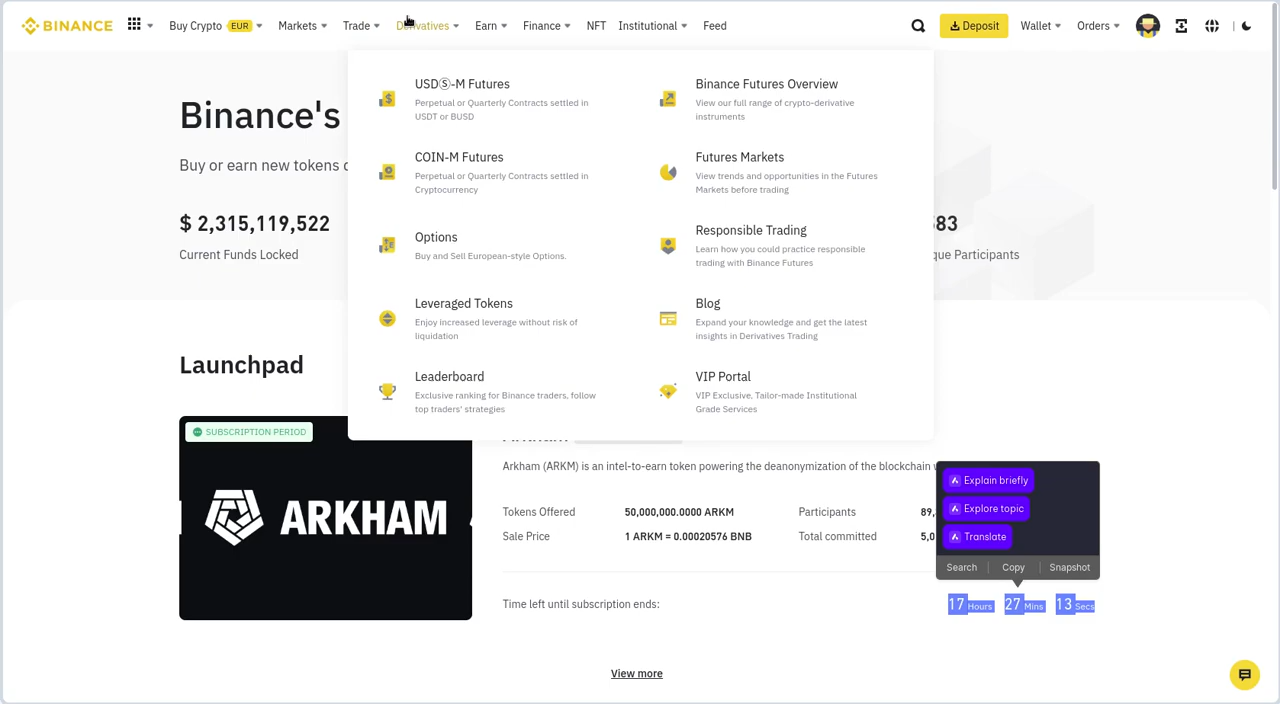 BINANCE
Buy Crypto EUR
Markets
Trade
Derivatives
Earn
Finance
NFT
Institutional
Feed
Deposit
Wallet
Orders
USDⓈ-M Futures
Perpetual or Quarterly Contracts settled in
USDT or BUSD
COIN-M Futures
Perpetual or Quarterly Contracts settled in
Cryptocurrency
Options
Buy and Sell European-style Options.
Leveraged Tokens
Enjoy increased leverage without risk of
liquidation
Leaderboard
Exclusive ranking for Binance traders, follow
top traders' strategies
Binance Futures Overview
View our full range of crypto-derivative
instruments
Futures Markets
View trends and opportunities in the Futures
Markets before trading
Responsible Trading
Learn how you could practice responsible
trading with Binance Futures
Blog
Expand your knowledge and get the latest
insights in Derivatives Trading
VIP Portal
VIP Exclusive, Tailor-made Institutional
Grade Services
Binance's
Buy or earn new tokens
$ 2,315,119,522
Current Funds Locked
83
que Participants
Launchpad
SUBSCRIPTION PERIOD
ARKHAM
Arkham (ARKM) is an intel-to-earn token powering the deanonymization of the blockchain
Tokens Offered 50,000,000.0000 ARKM Participants 89,
Sale Price 1 ARKM = 0.00020576 BNB Total committed 5,0
Explain briefly
Explore topic
Translate
Search Copy Snapshot
Time left until subscription ends: 17 Hours 27 Mins 13 Secs
View more